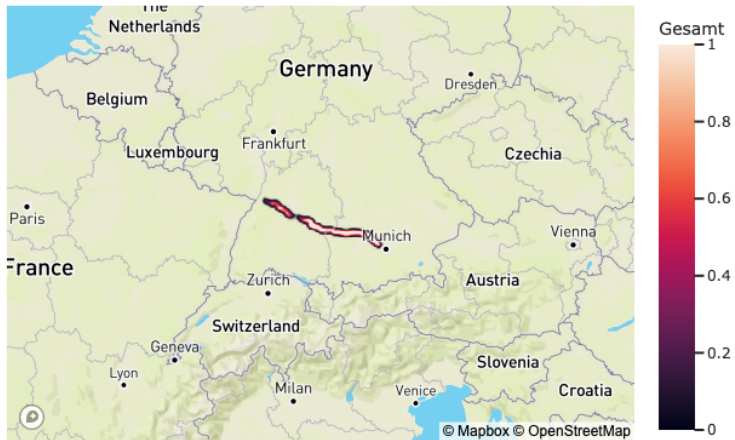 The
Netherlands
Germany
Dresden
Belgium
Frankfurt
Luxembourg
Czechia
Paris
Munich
Vienna
France
Zurich
Austria
Switzerland
Geneva
Lyon
Slovenia
Milan
Venice
Croatia
© Mapbox © OpenStreetMap
Gesamt
1
0.8
0.6
0.4
0.2
0